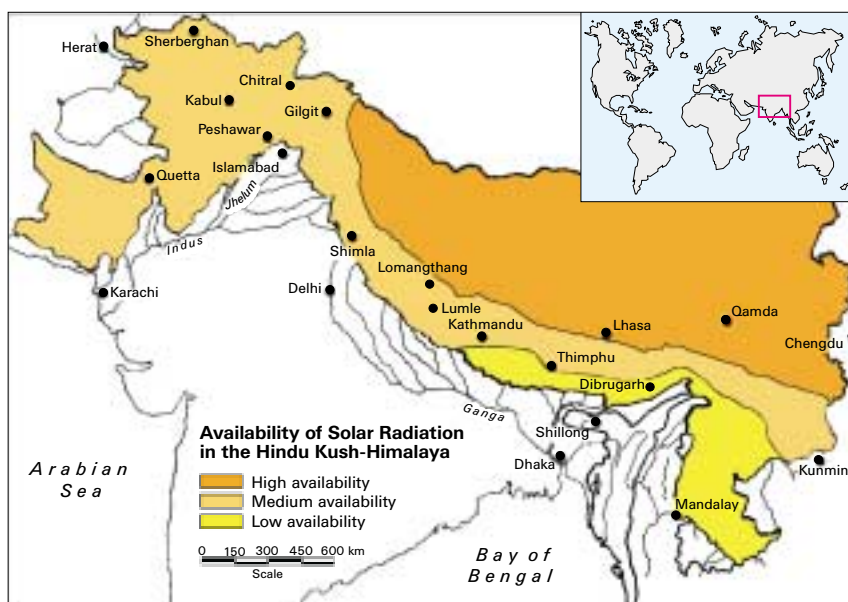 Sherberghan
Herat
Chitral
Kabul
Gilgit
Peshawar
Islamabad
Quetta
Jhelum
Indus
Shimla
Lomangthang
Karachi
Delhi
Lumle
Kathmandu
Lhasa
Qamda
Chengdu
Thimphu
Dibrugarh
Ganga
Shillong
Dhaka
Kunmin
Mandalay
Arabian
Sea
Bay of
Bengal
Availability of Solar Radiation
in the Hindu Kush-Himalaya
High availability
Medium availability
Low availability
0 150 300 450 600 km
Scale